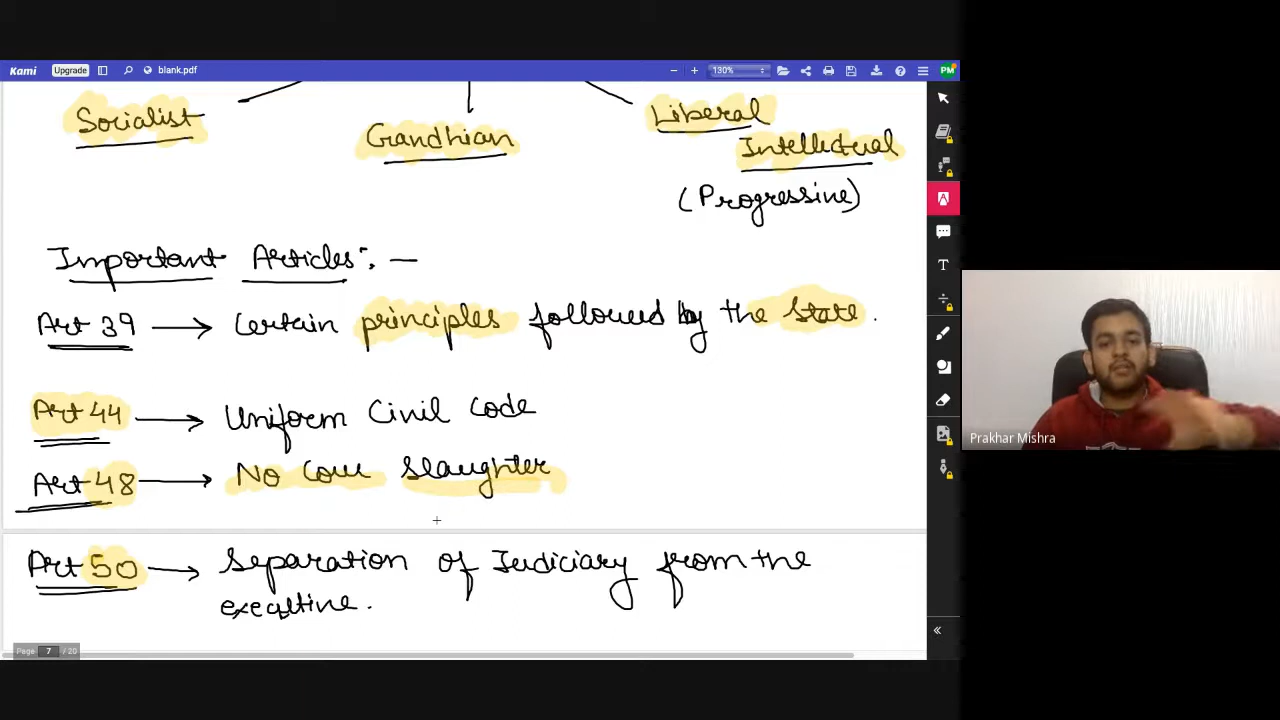 Kami Upgrade blank.pdf 130% PM
Socialist
Gandhian
Liberal
Intellectual
(Progressive)
Important Articles:-
Art 39 → Certain principles followed by the State.
Art 44 → Uniform Civil Code
Art 48 → No Cow Slaughter
Art 50 → Separation of Judiciary from the
executive.
Page 7 / 20
Prakhar Mishra